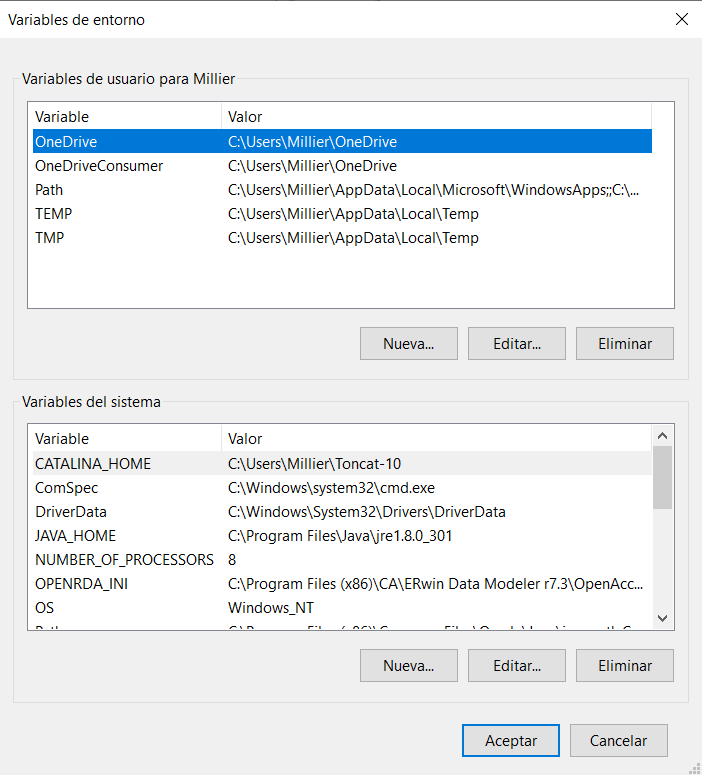 Variables de entorno
Variables de usuario para Millier
Variable Valor
OneDrive C:\Users\Millier\OneDrive
OneDriveConsumer C:\Users\Millier\OneDrive
Path C:\Users\Millier\AppData\Local\Microsoft\WindowsApps;;C:\...
TEMP C:\Users\Millier\AppData\Local\Temp
TMP C:\Users\Millier\AppData\Local\Temp
Nueva... Editar... Eliminar
Variables del sistema
Variable Valor
CATALINA_HOME C:\Users\Millier\Toncat-10
ComSpec C:\Windows\system32\cmd.exe
DriverData C:\Windows\System32\Drivers\DriverData
JAVA_HOME C:\Program Files\Java\jre1.8.0_301
NUMBER_OF_PROCESSORS 8
OPENRDA_INI C:\Program Files (x86)\CA\ERwin Data Modeler r7.3\OpenAcc...
OS Windows_NT
Nueva... Editar... Eliminar
Aceptar Cancelar